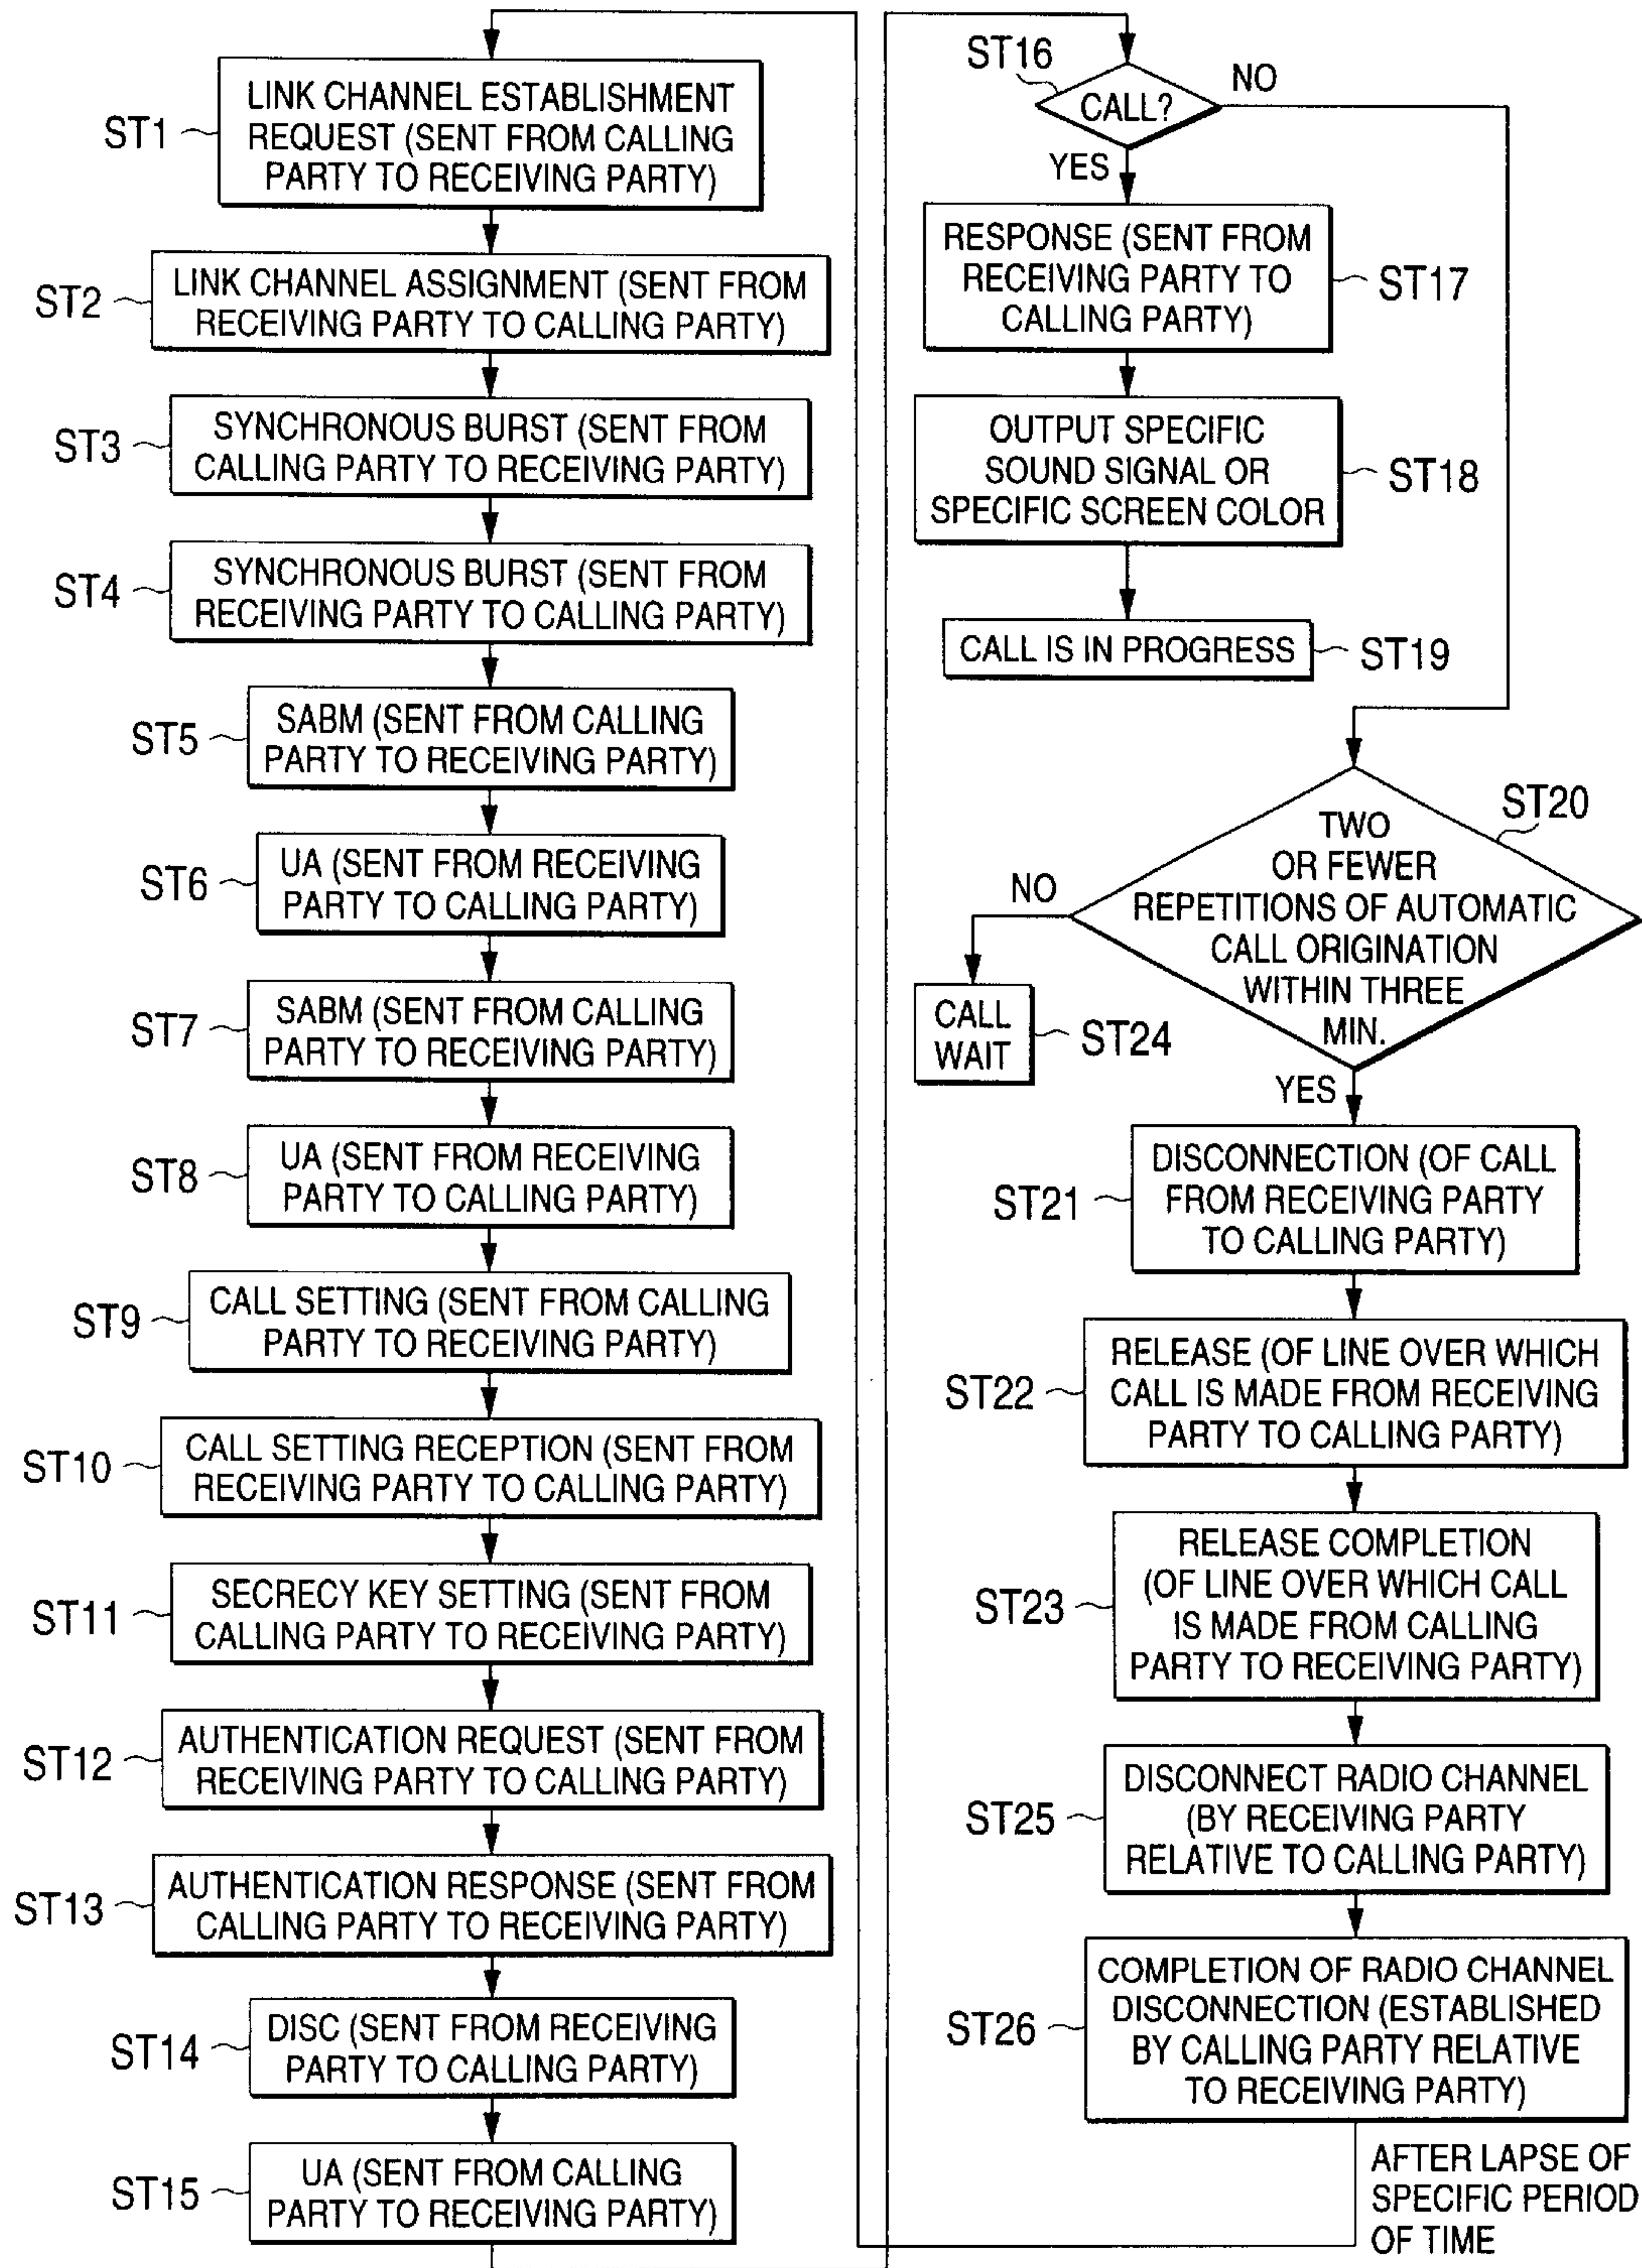 ST1
LINK CHANNEL ESTABLISHMENT
REQUEST (SENT FROM CALLING
PARTY TO RECEIVING PARTY)
ST2
LINK CHANNEL ASSIGNMENT (SENT FROM
RECEIVING PARTY TO CALLING PARTY)
ST3
SYNCHRONOUS BURST (SENT FROM
CALLING PARTY TO RECEIVING PARTY)
ST4
SYNCHRONOUS BURST (SENT FROM
RECEIVING PARTY TO CALLING PARTY)
ST5
SABM (SENT FROM CALLING
PARTY TO RECEIVING PARTY)
ST6
UA (SENT FROM RECEIVING
PARTY TO CALLING PARTY)
ST7
SABM (SENT FROM CALLING
PARTY TO RECEIVING PARTY)
ST8
UA (SENT FROM RECEIVING
PARTY TO CALLING PARTY)
ST9
CALL SETTING (SENT FROM CALLING
PARTY TO RECEIVING PARTY)
ST10
CALL SETTING RECEPTION (SENT FROM
RECEIVING PARTY TO CALLING PARTY)
ST11
SECRECY KEY SETTING (SENT FROM
CALLING PARTY TO RECEIVING PARTY)
ST12
AUTHENTICATION REQUEST (SENT FROM
RECEIVING PARTY TO CALLING PARTY)
ST13
AUTHENTICATION RESPONSE (SENT FROM
CALLING PARTY TO RECEIVING PARTY)
ST14
DISC (SENT FROM RECEIVING
PARTY TO CALLING PARTY)
ST15
UA (SENT FROM CALLING
PARTY TO RECEIVING PARTY)
ST16
CALL?
NO
YES
RESPONSE (SENT FROM
RECEIVING PARTY TO
CALLING PARTY)
ST17
OUTPUT SPECIFIC
SOUND SIGNAL OR
SPECIFIC SCREEN COLOR
ST18
CALL IS IN PROGRESS
ST19
ST20
TWO
OR FEWER
REPETITIONS OF AUTOMATIC
CALL ORIGINATION
WITHIN THREE
MIN.
NO
CALL
WAIT
ST24
YES
ST21
DISCONNECTION (OF CALL
FROM RECEIVING PARTY
TO CALLING PARTY)
ST22
RELEASE (OF LINE OVER WHICH
CALL IS MADE FROM RECEIVING
PARTY TO CALLING PARTY)
ST23
RELEASE COMPLETION
(OF LINE OVER WHICH CALL
IS MADE FROM CALLING
PARTY TO RECEIVING PARTY)
ST25
DISCONNECT RADIO CHANNEL
(BY RECEIVING PARTY
RELATIVE TO CALLING PARTY)
ST26
COMPLETION OF RADIO CHANNEL
DISCONNECTION (ESTABLISHED
BY CALLING PARTY RELATIVE
TO RECEIVING PARTY)
AFTER LAPSE OF
SPECIFIC PERIOD
OF TIME